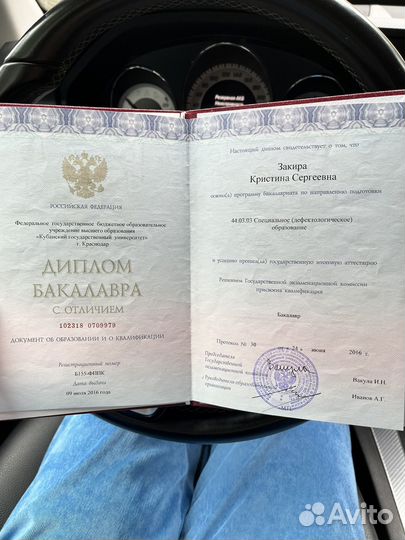 РОССИЙСКАЯ ФЕДЕРАЦИЯ
Федеральное государственное бюджетное образовательное
учреждение высшего образования
«Кубанский государственный университет»
г. Краснодар
ДИПЛОМ
БАКАЛАВРА
С ОТЛИЧИЕМ
102318 0709979
ДОКУМЕНТ ОБ ОБРАЗОВАНИИ И О КВАЛИФИКАЦИИ
Регистрационный номер
Дата выдачи
09 июля 2016 года
Настоящий диплом свидетельствует о том, что
Закира
Кристина Сергеевна
освоил(а) программу бакалавриата по направлению подготовки
44.03.03 Специальное (дефектологическое)
образование
и успешно прошел(ла) государственную итоговую аттестацию
Решением Государственной экзаменационной комиссии
присвоена квалификация
Бакалавр
Протокол № 30 от « 24 » июня 2016 г.
Председатель
Государственной
экзаменационной
Вакула И.Н.
Руководитель
организации
Иванов А.Г.
Avito